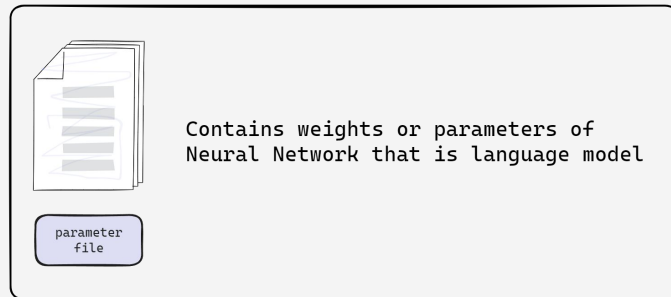 Contains weights or parameters of
Neural Network that is language model
parameter
file